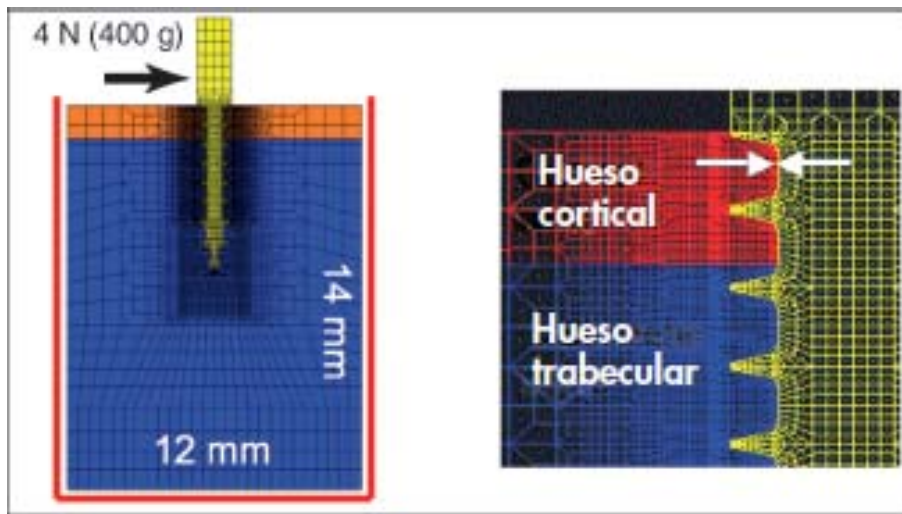 4 N (400 g)
14 mm
12 mm
Hueso
cortical
Hueso
trabecular